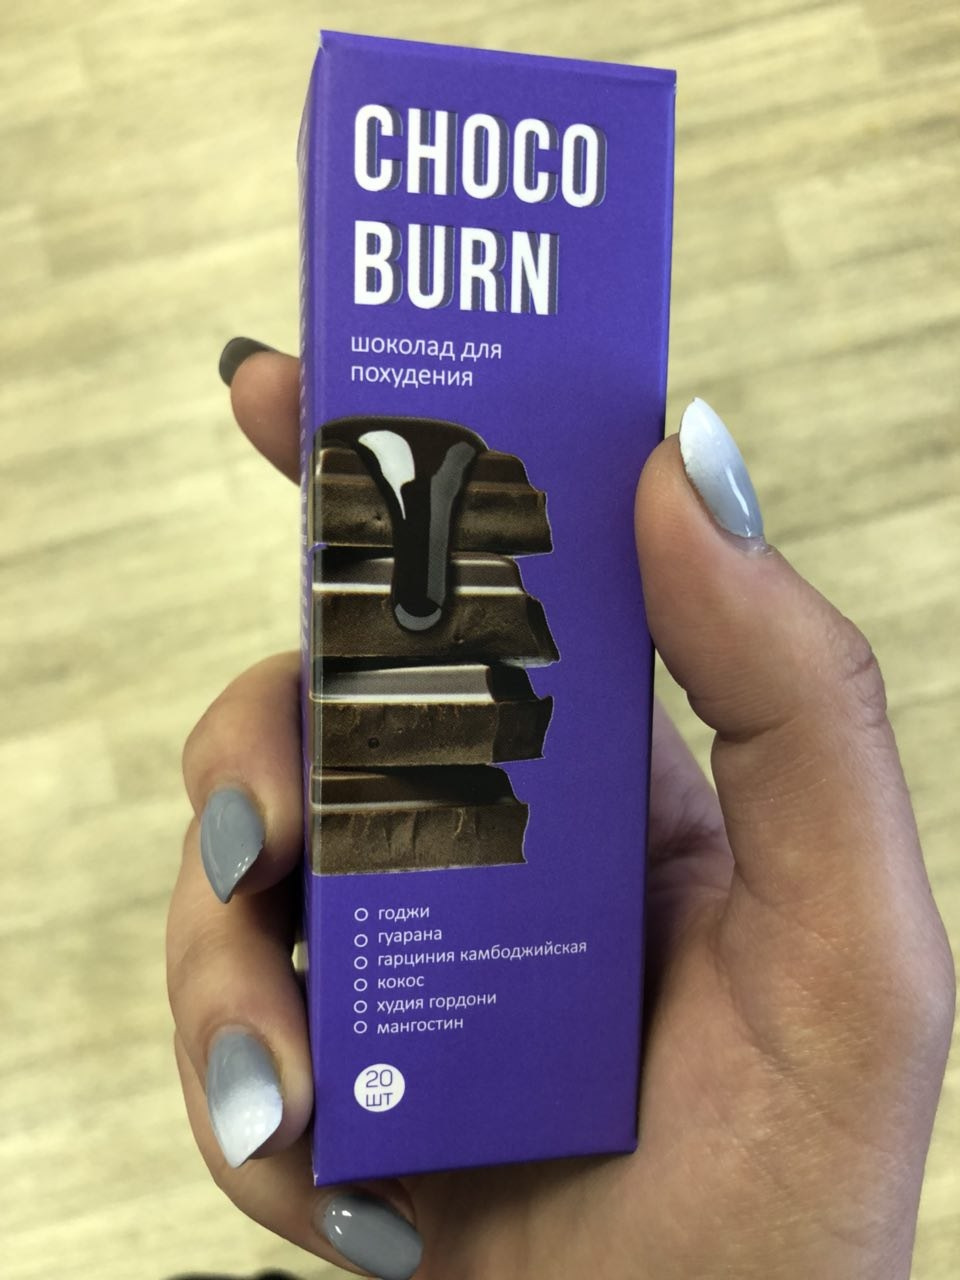 CHOCO
BURN
шоколад для
похудения
годжи
гуарана
гарциния камбоджийская
кокос
худия гордони
мангостин
20
шт